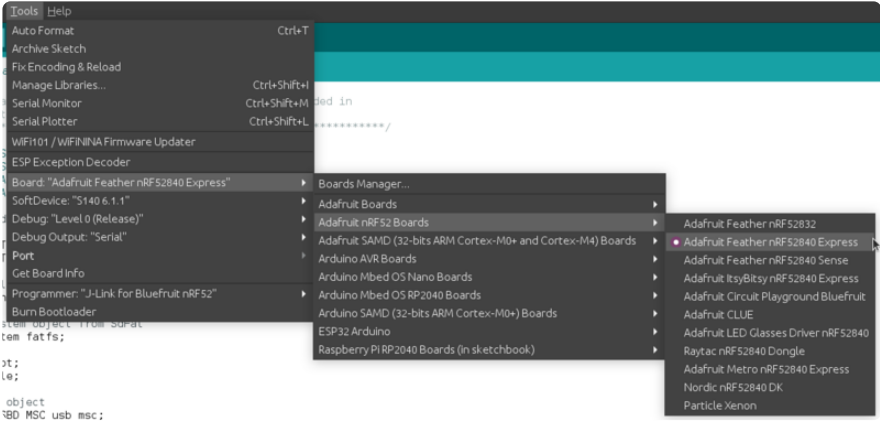 Tools Help
Auto Format Ctrl+T
Archive Sketch
Fix Encoding & Reload
Manage Libraries... Ctrl+Shift+I
Serial Monitor Ctrl+Shift+M
Serial Plotter Ctrl+Shift+L
WiFi101 / WiFiNINA Firmware Updater
ESP Exception Decoder
Board: "Adafruit Feather nRF52840 Express"
SoftDevice: "S140 6.1.1"
Debug: "Level 0 (Release)"
Debug Output: "Serial"
Port
Get Board Info
Programmer: "J-Link for Bluefruit nRF52"
Burn Bootloader
Boards Manager...
Adafruit Boards
Adafruit nRF52 Boards
Adafruit SAMD (32-bits ARM Cortex-M0+ and Cortex-M4) Boards
Arduino AVR Boards
Arduino Mbed OS Nano Boards
Arduino Mbed OS RP2040 Boards
Arduino SAMD (32-bits ARM Cortex-M0+) Boards
ESP32 Arduino
Raspberry Pi RP2040 Boards (in sketchbook)
Adafruit Feather nRF52832
Adafruit Feather nRF52840 Express
Adafruit Feather nRF52840 Sense
Adafruit ItsyBitsy nRF52840 Express
Adafruit Circuit Playground Bluefruit
Adafruit CLUE
Adafruit LED Glasses Driver nRF52840
Raytac nRF52840 Dongle
Adafruit Metro nRF52840 Express
Nordic nRF52840 DK
Particle Xenon
ded in
***********/
stem object from SdFat
tem fatfs;
ot;
le;
object
RBD MSC usb msc;